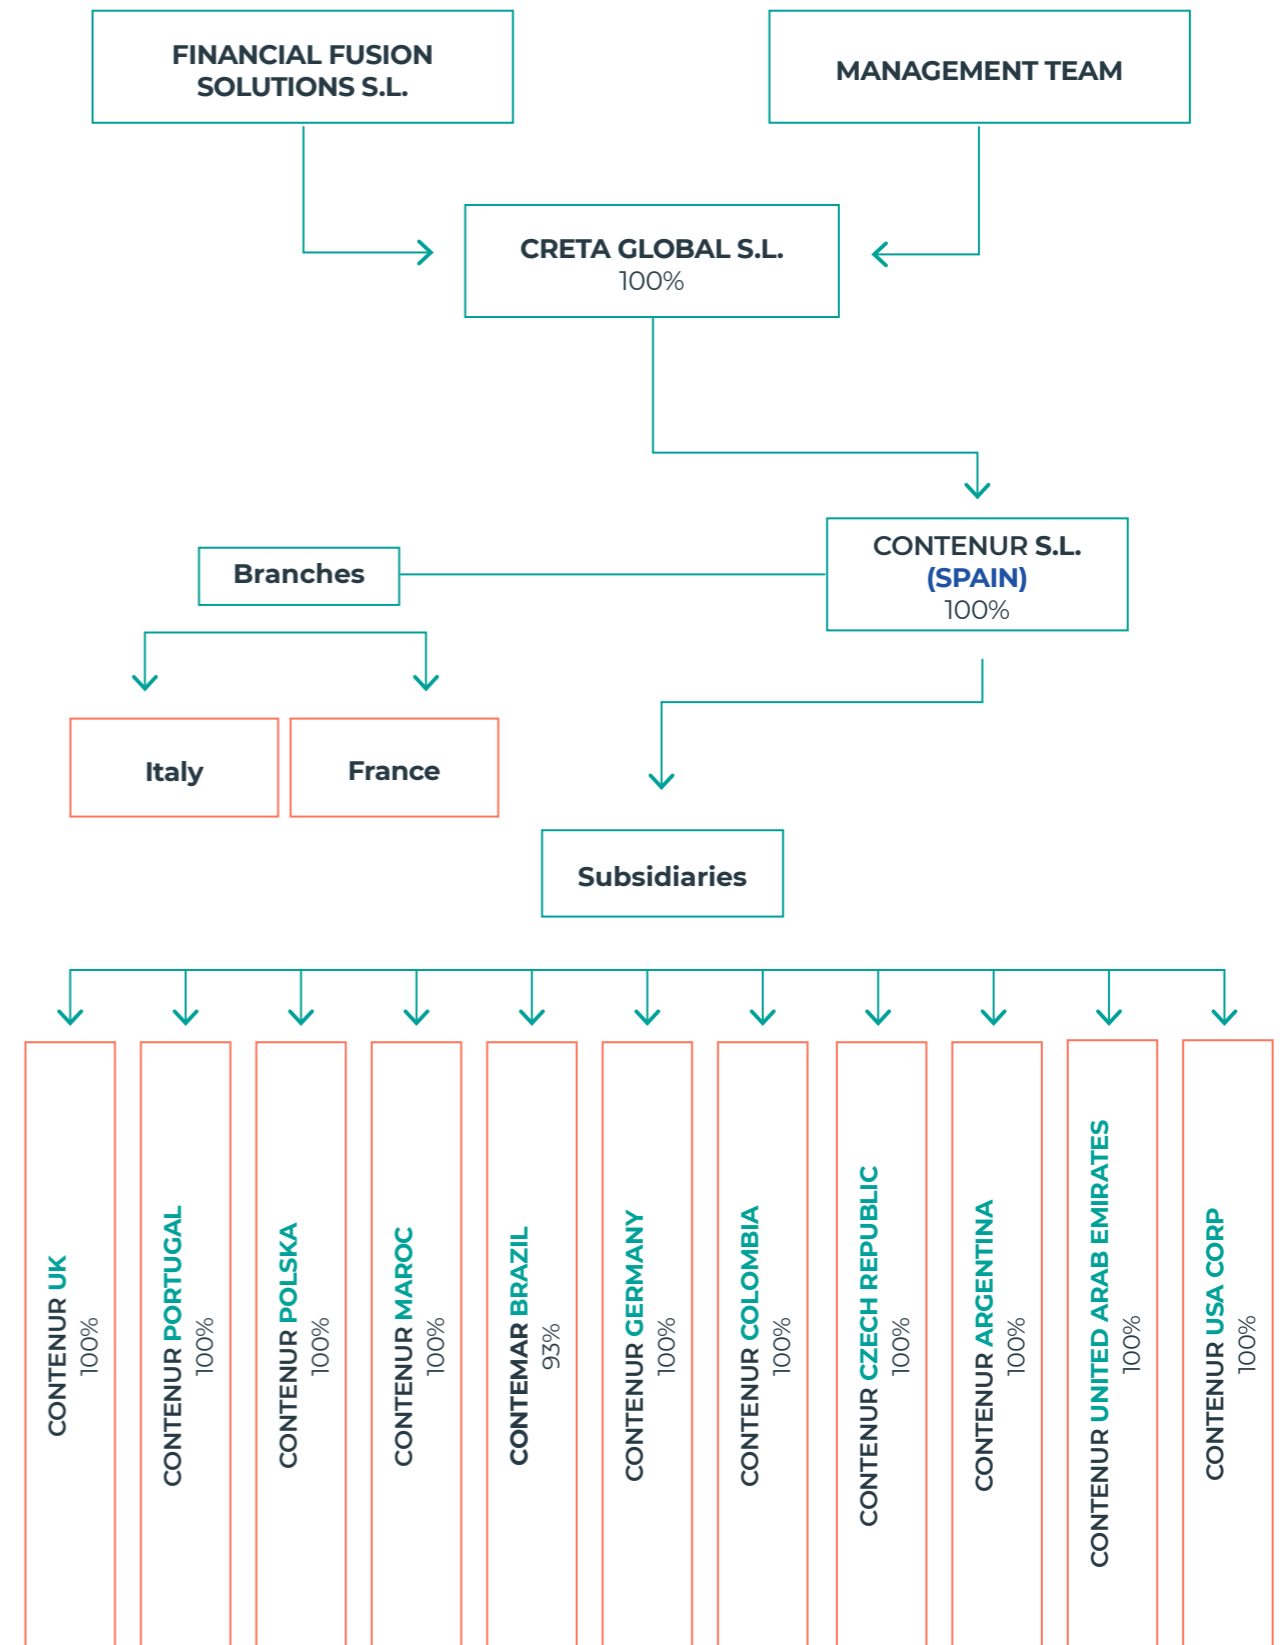 FINANCIAL FUSION
SOLUTIONS S.L.
MANAGEMENT TEAM
CRETA GLOBAL S.L.
100%
CONTENUR S.L.
(SPAIN)
100%
Branches
Italy
France
Subsidiaries
CONTENUR UK
100%
CONTENUR PORTUGAL
100%
CONTENUR POLSKA
100%
CONTENUR MAROC
100%
CONTEMAR BRAZIL
93%
CONTENUR GERMANY
100%
CONTENUR COLOMBIA
100%
CONTENUR CZECH REPUBLIC
100%
CONTENUR ARGENTINA
100%
CONTENUR UNITED ARAB EMIRATES
100%
CONTENUR USA CORP
100%